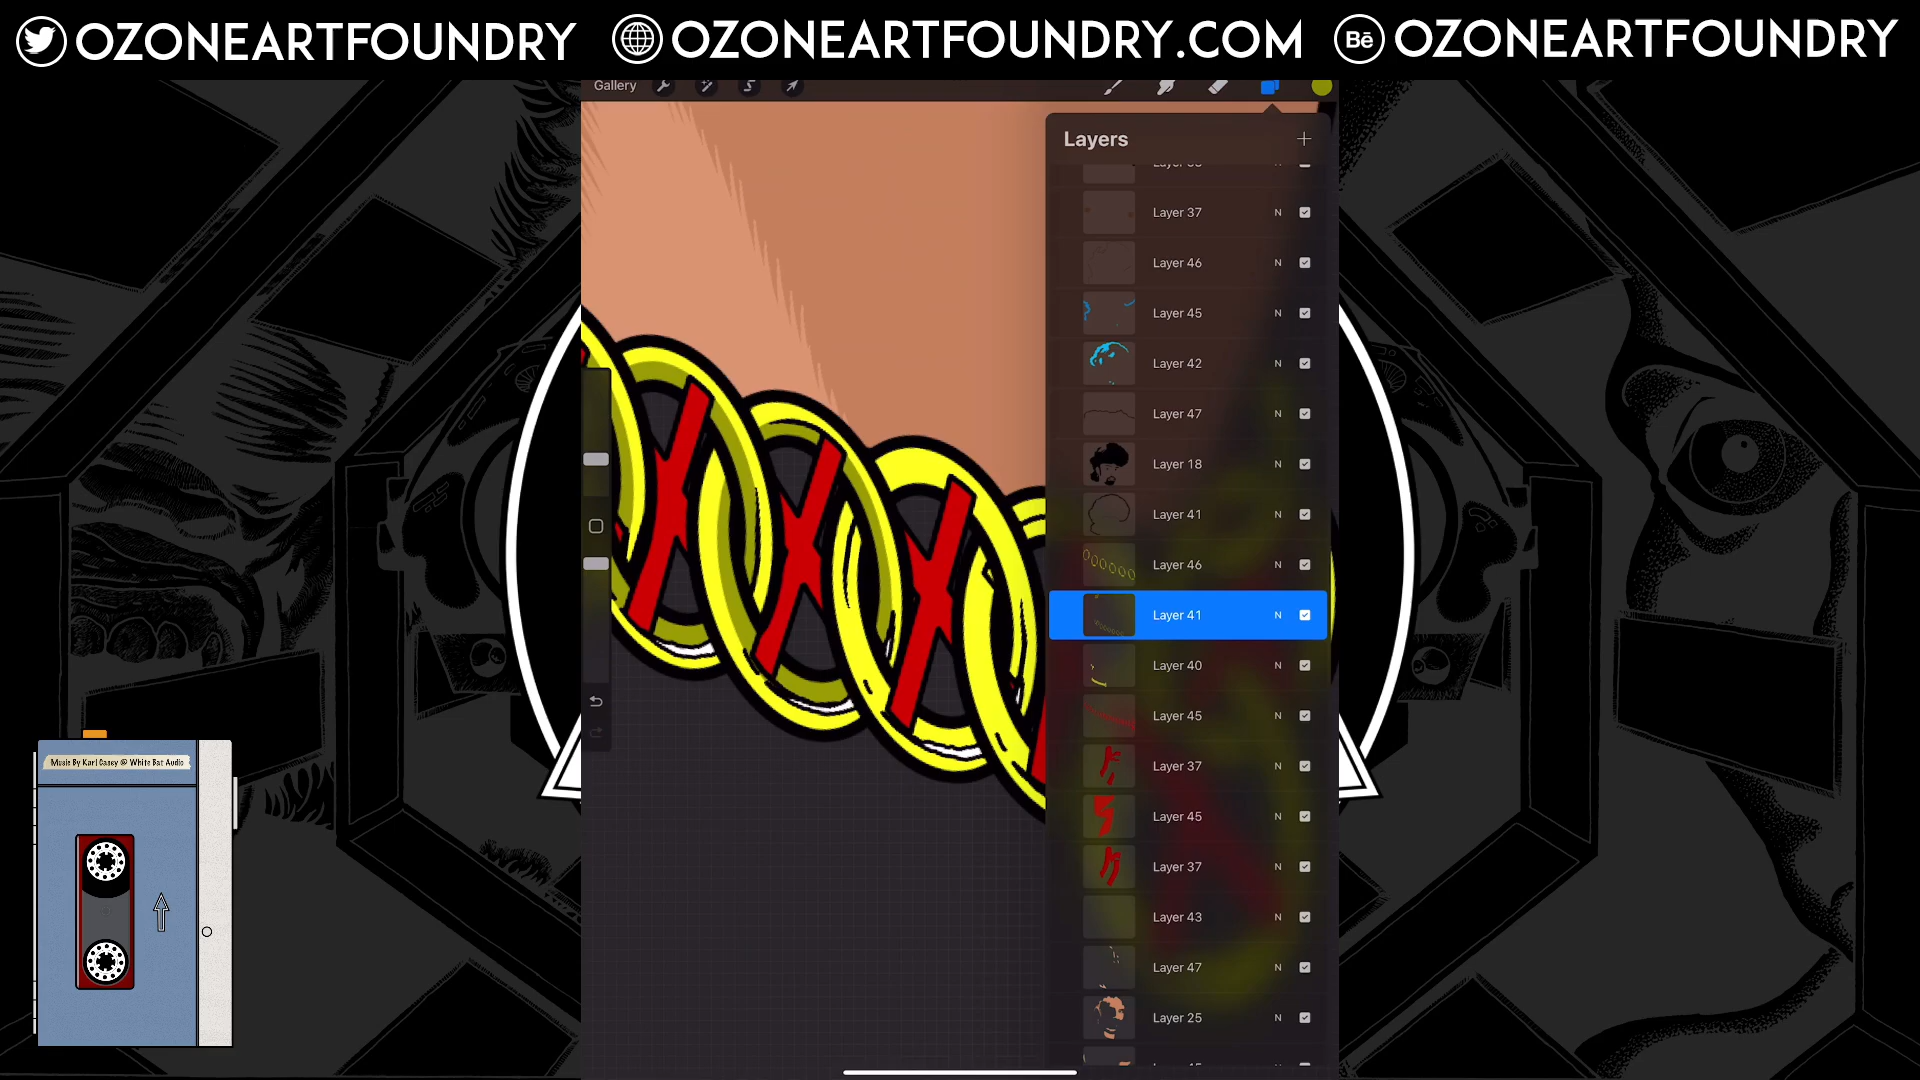 OZONEARTFOUNDRY
OZONEARTFOUNDRY.COM
Bē OZONEARTFOUNDRY
Gallery
Layers
Layer 37 N
Layer 46 N
Layer 45 N
Layer 42 N
Layer 47 N
Layer 18 N
Layer 41 N
Layer 46 N
Layer 41 N
Layer 40 N
Layer 45 N
Layer 37 N
Layer 45 N
Layer 37 N
Layer 43 N
Layer 47 N
Layer 25 N
Music By Karl Casey @ White Bat Audio